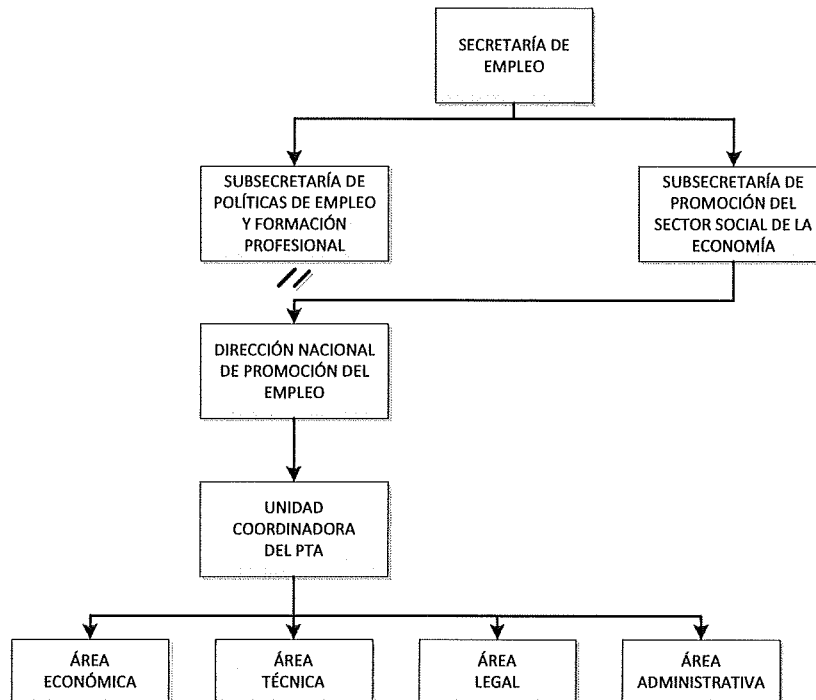 SECRETARÍA DE
EMPLEO
SUBSECRETARÍA DE
POLÍTICAS DE EMPLEO
Y FORMACIÓN
PROFESIONAL
SUBSECRETARÍA DE
PROMOCIÓN DEL
SECTOR SOCIAL DE LA
ECONOMÍA
DIRECCIÓN NACIONAL
DE PROMOCIÓN DEL
EMPLEO
UNIDAD
COORDINADORA
DEL PTA
ÁREA
ECONÓMICA
ÁREA
TÉCNICA
ÁREA
LEGAL
ÁREA
ADMINISTRATIVA